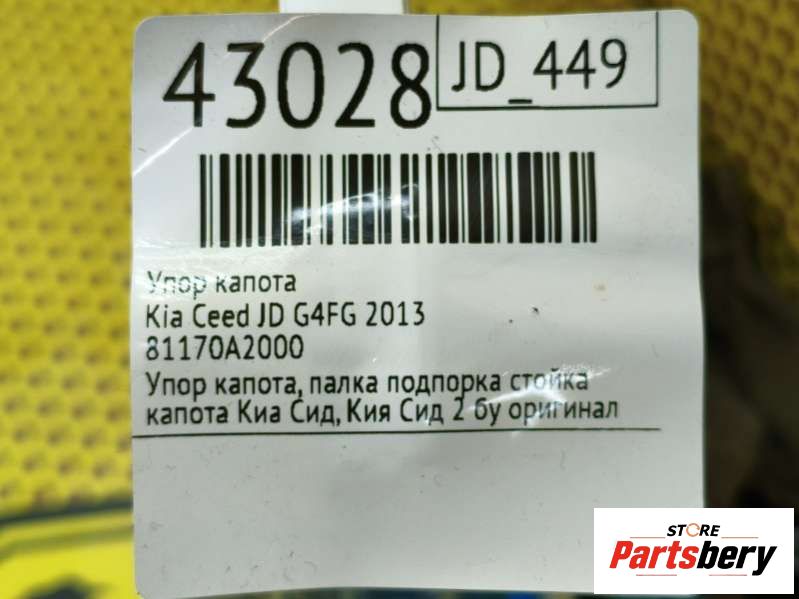 43028
JD_449
Упор капота
Kia Ceed JD G4FG 2013
81170A2000
Упор капота, палка подпорка стойка
капота Киа Сид, Кия Сид 2 бу оригинал
STORE
Partsbery